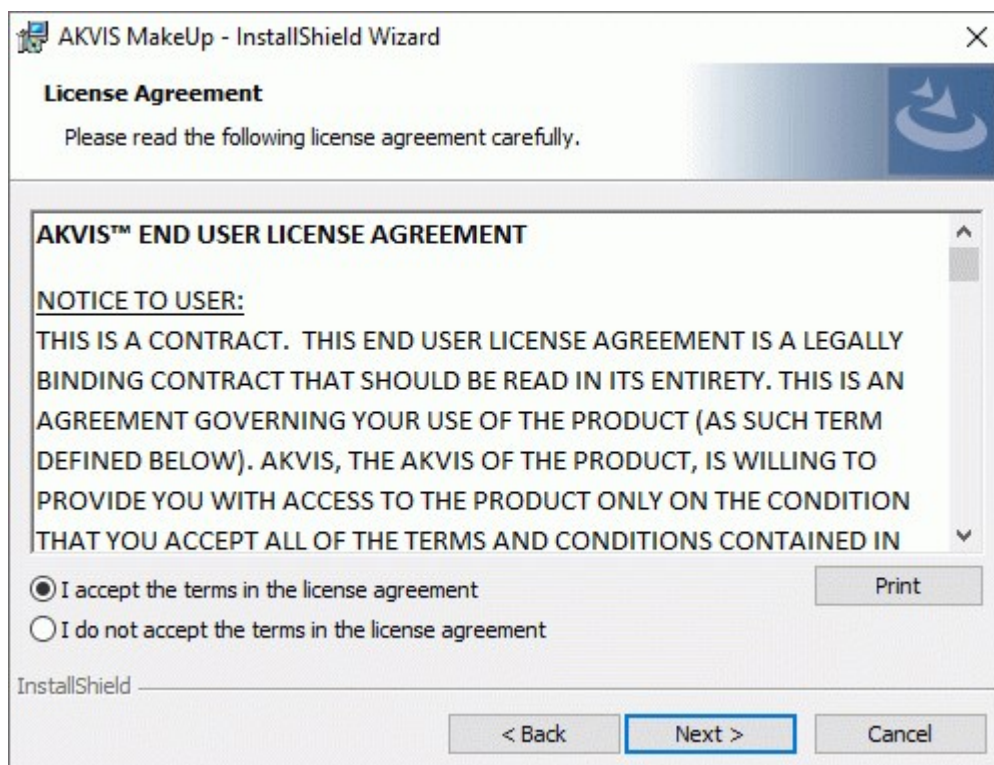 AKVIS MakeUp - InstallShield Wizard
License Agreement
Please read the following license agreement carefully.
AKVIS™ END USER LICENSE AGREEMENT
NOTICE TO USER:
THIS IS A CONTRACT.  THIS END USER LICENSE AGREEMENT IS A LEGALLY
BINDING CONTRACT THAT SHOULD BE READ IN ITS ENTIRETY. THIS IS AN
AGREEMENT GOVERNING YOUR USE OF THE PRODUCT (AS SUCH TERM
DEFINED BELOW). AKVIS, THE AKVIS OF THE PRODUCT, IS WILLING TO
PROVIDE YOU WITH ACCESS TO THE PRODUCT ONLY ON THE CONDITION
THAT YOU ACCEPT ALL OF THE TERMS AND CONDITIONS CONTAINED IN
I accept the terms in the license agreement
Print
I do not accept the terms in the license agreement
InstallShield
< Back
Next >
Cancel